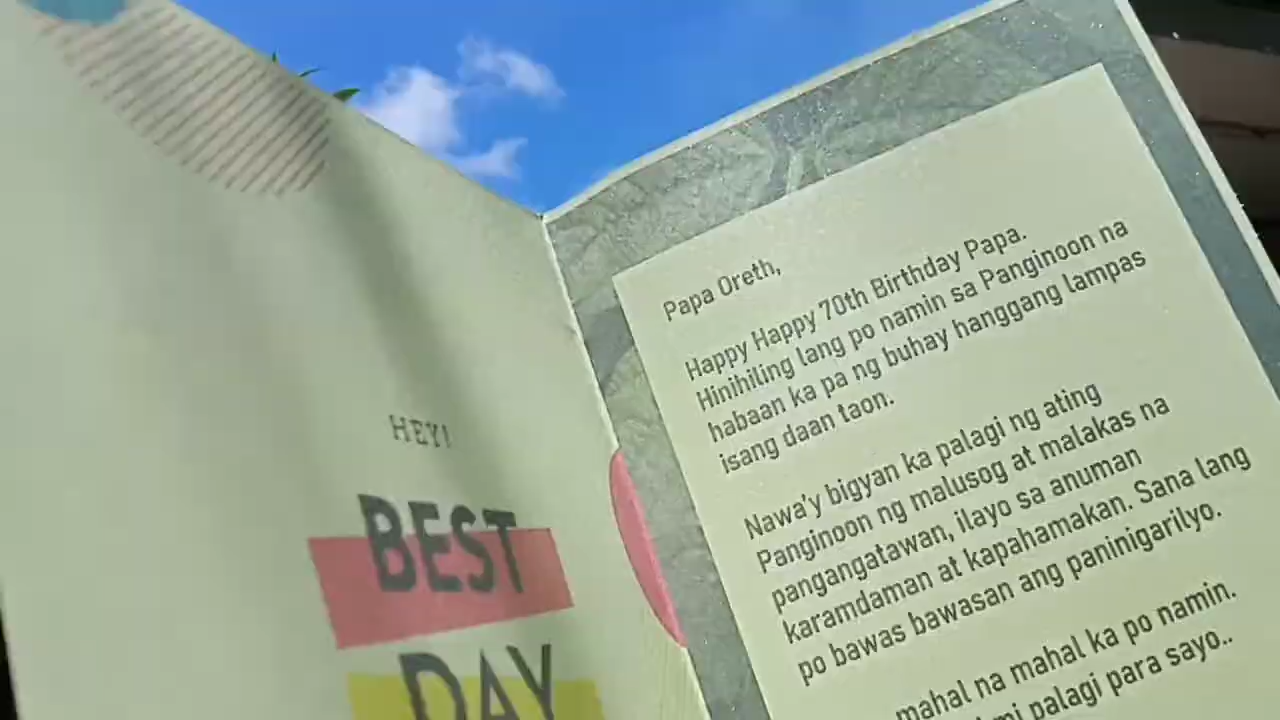 HEY!
BEST
DAY
Papa Oreth,
Happy Happy 70th Birthday Papa.
Hinihiling lang po namin sa Panginoon na
habaan ka pa ng buhay hanggang lampas
isang daan taon.
Nawa'y bigyan ka palagi ng ating
Panginoon ng malusog at malakas na
pangangatawan, ilayo sa anuman
karamdaman at kapahamakan. Sana lang
po bawas bawasan ang paninigarilyo.
mahal na mahal ka po namin.
palagi para sayo..